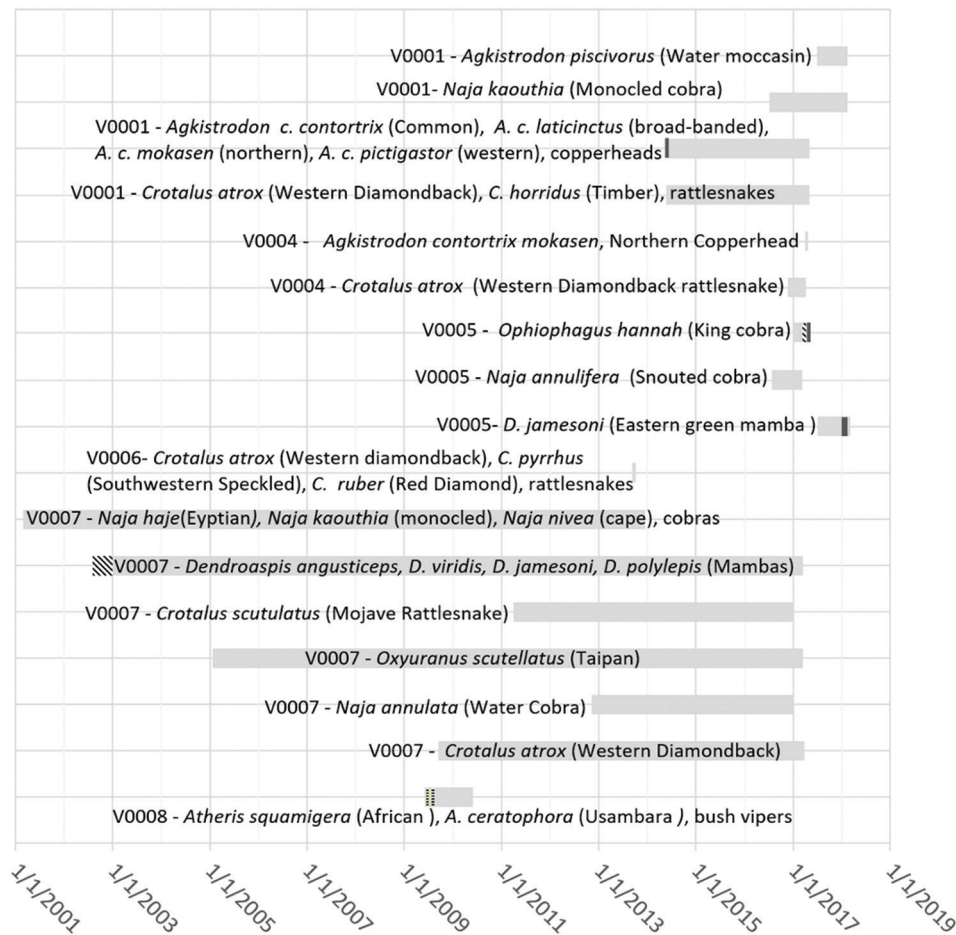 V0001 - Agkistrodon piscivorus (Water moccasin)
V0001- Naja kaouthia (Monocled cobra)
V0001 - Agkistrodon c. contortrix (Common), A. c. laticinctus (broad-banded),
A. c. mokasen (northern), A. c. pictigastor (western), copperheads
V0001 - Crotalus atrox (Western Diamondback), C. horridus (Timber), rattlesnakes
V0004 - Agkistrodon contortrix mokasen, Northern Copperhead
V0004 - Crotalus atrox (Western Diamondback rattlesnake)
V0005 - Ophiophagus hannah (King cobra)
V0005 - Naja annulifera (Snouted cobra)
V0005- D. jamesoni (Eastern green mamba )
V0006- Crotalus atrox (Western diamondback), C. pyrrhus
(Southwestern Speckled), C. ruber (Red Diamond), rattlesnakes
V0007 - Naja haje(Eyptian), Naja kaouthia (monocled), Naja nivea (cape), cobras
V0007 - Dendroaspis angusticeps, D. viridis, D. jamesoni, D. polylepis (Mambas)
V0007 - Crotalus scutulatus (Mojave Rattlesnake)
V0007 - Oxyuranus scutellatus (Taipan)
V0007 - Naja annulata (Water Cobra)
V0007 - Crotalus atrox (Western Diamondback)
V0008 - Atheris squamigera (African ), A. ceratophora (Usambara ), bush vipers
1/1/2001
1/1/2003
1/1/2005
1/1/2007
1/1/2009
1/1/2011
1/1/2013
1/1/2015
1/1/2017
1/1/2019